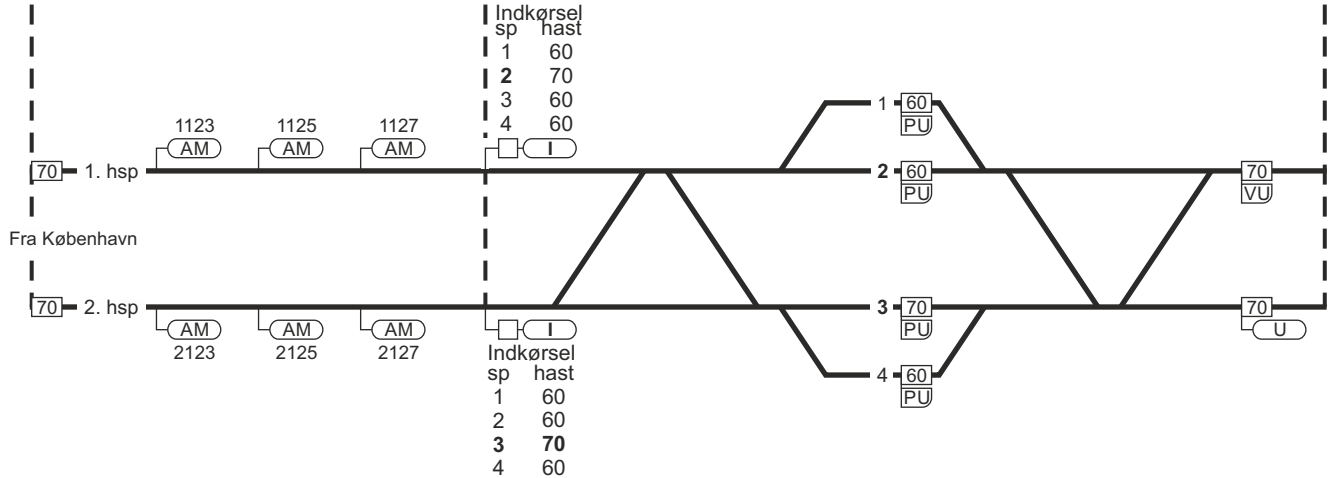 Indkørsel
sp hast
1 60
2 70
3 60
4 60
1123 1125 1127
AM AM AM I
1 60
PU
70 1. hsp 2 60 70
PU VU
Fra København
70 2. hsp 3 70 70
AM AM AM I PU U
2123 2125 2127
Indkørsel
sp hast
1 60
2 60
3 70
4 60
4 60
PU